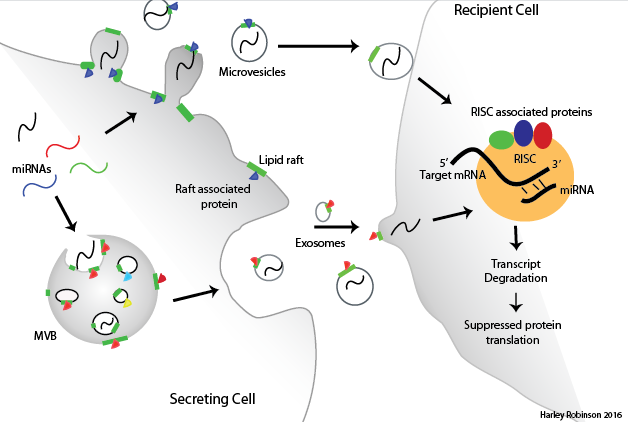 Recipient Cell
Microvesicles
RISC associated proteins
miRNAs
Lipid raft
RISC
5’
3’
Target mRNA
miRNA
Raft associated
protein
Exosomes
Transcript
Degradation
MVB
Suppressed protein
translation
Secreting Cell
Harley Robinson 2016